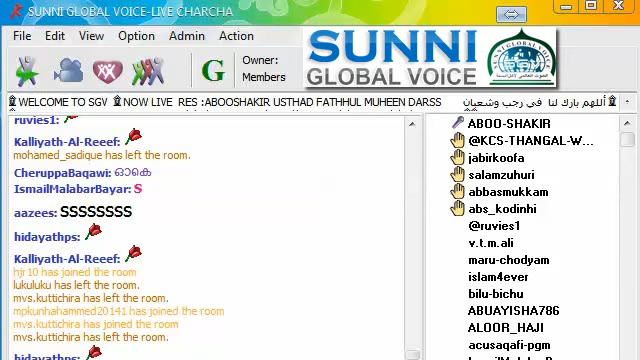 SUNNI GLOBAL VOICE-LIVE CHARCHA
File Edit View Option Admin Action
G
Owner:
Members
SUNNI
GLOBAL VOICE
WELCOME TO SGV NOW LIVE RES :ABOOSHAKIR USTHAD FATHHUL MUHEEN DARSS أللهم بارك لنا في رجب وشعبان
ruvies1:
Kalliyath-Al-Reeef:
mohamed_sadique has left the room.
CheruppaBaqawi: ഓകെ
IsmailMalabarBayar: S
aazees: SSSSSSSS
hidayathps:
Kalliyath-Al-Reeef:
hjr10 has joined the room
lukuluku has left the room.
mvs.kuttichira has left the room.
mpkunhahammed20141 has joined the room
mvs.kuttichira has joined the room
mvs.kuttichira has left the room.
hidayathps:
ABOO-SHAKIR
@KCS-THANGAL-W...
jabirkoofa
salamzuhuri
abbasmukkam
abs_kodinhi
@ruvies1
v.t.m.ali
maru-chodyam
islam4ever
bilu-bichu
ABUAYISHA786
ALOOR_HAJI
acusaqafi-pgm